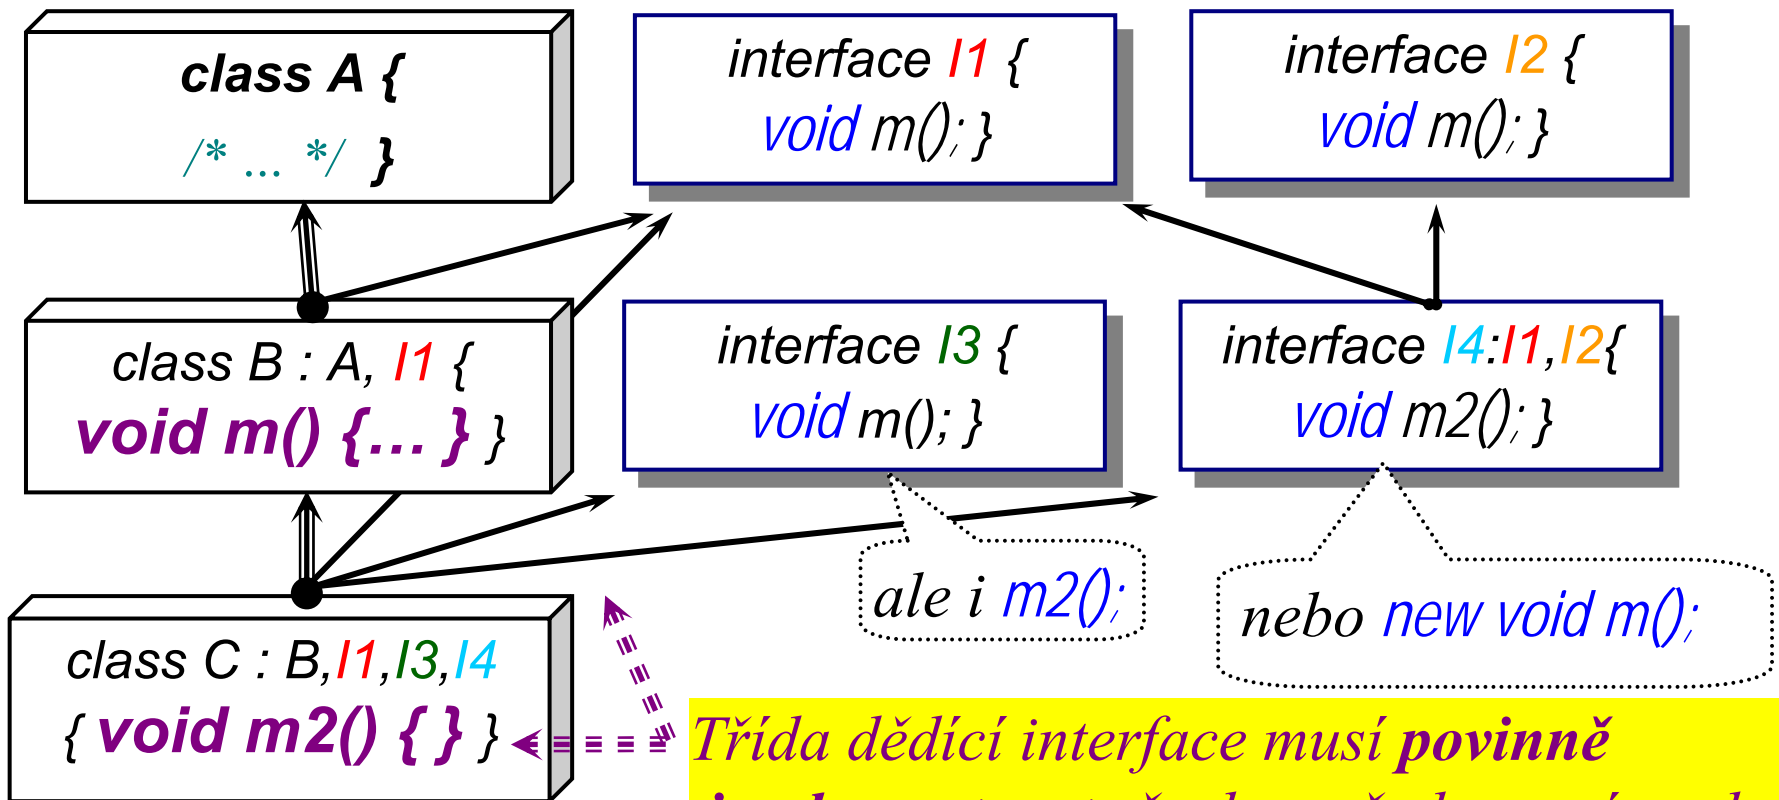 class A {
/* ... */ }
interface I1 {
void m(); }
interface I2 {
void m(); }
class B : A, I1 {
void m() {... } }
interface I3 {
void m(); }
interface I4:I1,I2{
void m2(); }
ale i m2();
nebo new void m();
class C : B,I1,I3,I4
{ void m2() { } }
Třída dědící interface musí povinně